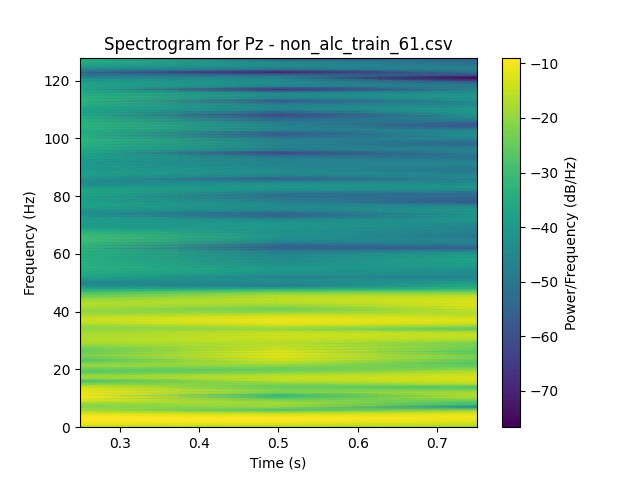 Spectrogram for Pz - non_alc_train_61.csv
120
100
80
60
40
20
0
0.3 0.4 0.5 0.6 0.7
Time (s)
Frequency (Hz)
−10
−20
−30
−40
−50
−60
−70
Power/Frequency (dB/Hz)